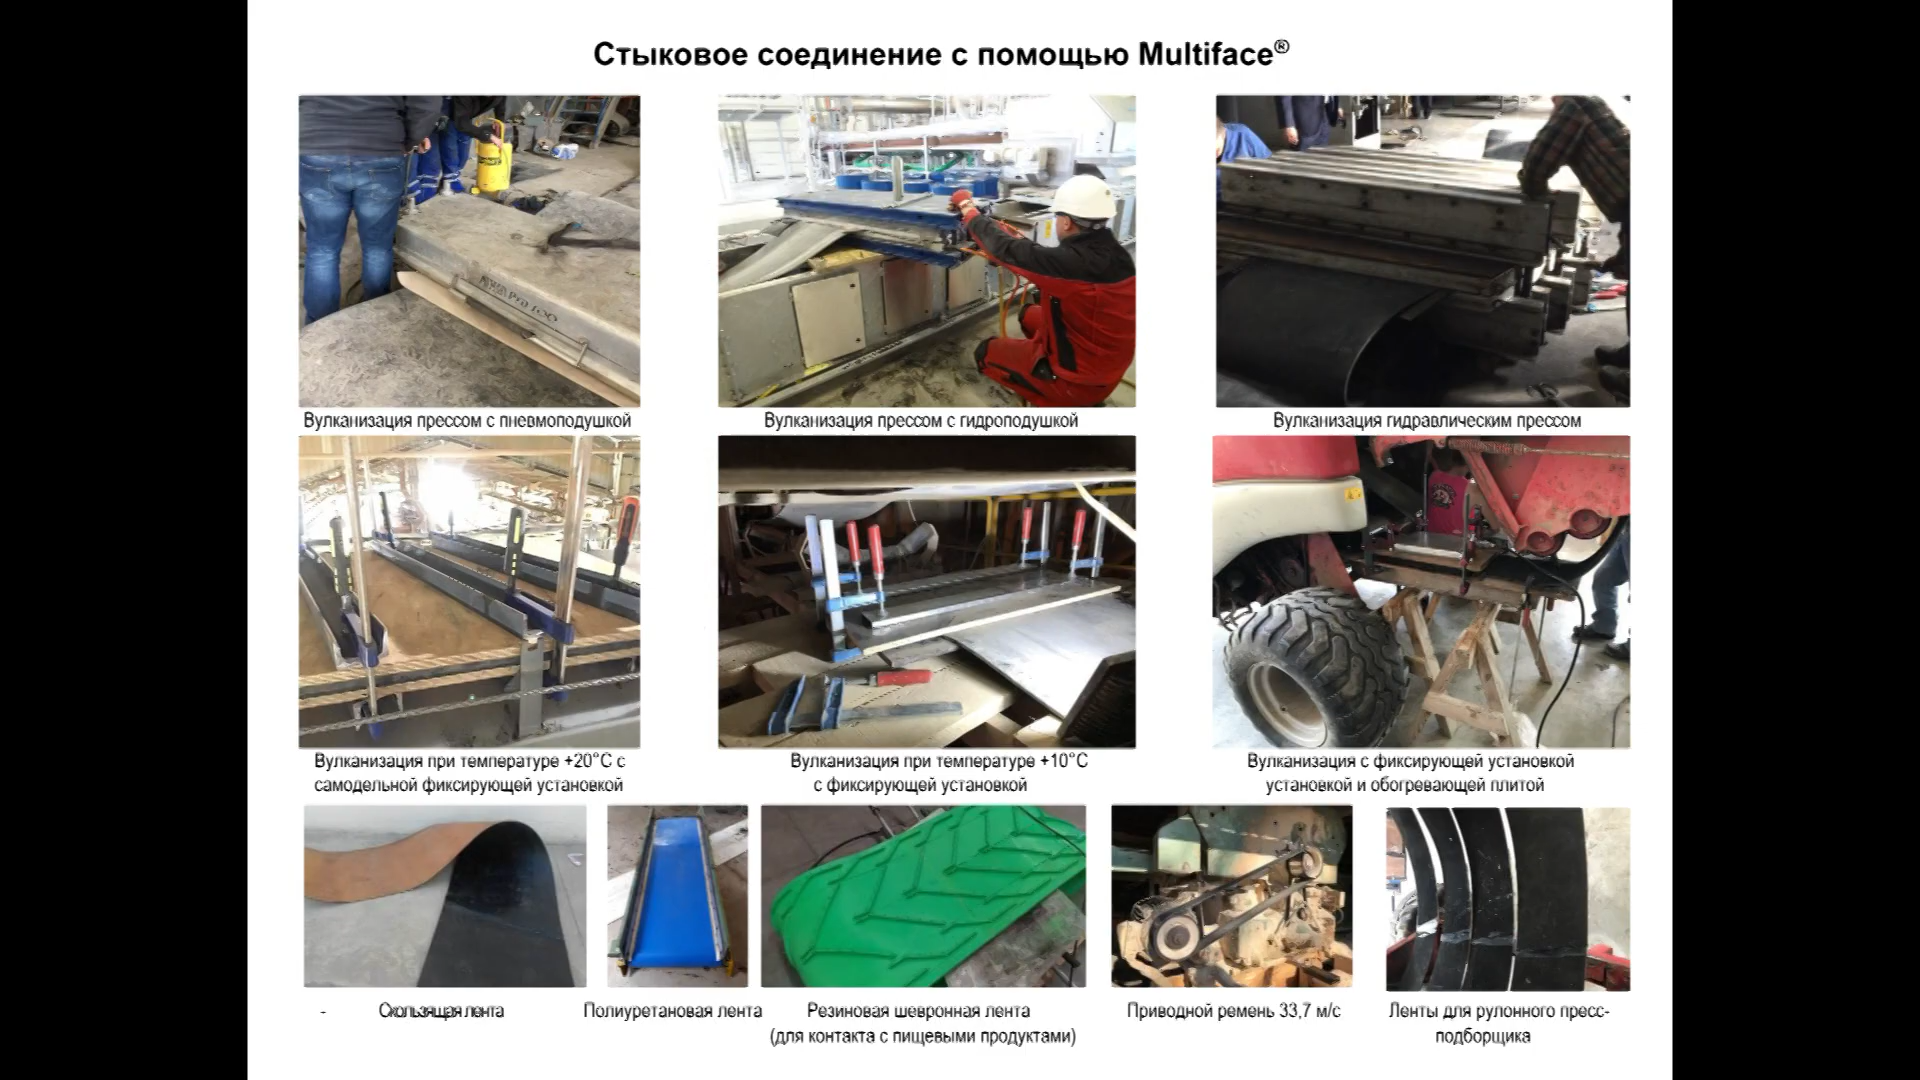 Стыковое соединение с помощью Multiface®
Вулканизация прессом с пневмоподушкой
Вулканизация прессом с гидроподушкой
Вулканизация гидравлическим прессом
Вулканизация при температуре +20°C с
самодельной фиксирующей установкой
Вулканизация при температуре +10°C
с фиксирующей установкой
Вулканизация с фиксирующей установкой
установкой и обогревающей плитой
- Скользящая лента
Полиуретановая лента
Резиновая шевронная лента
(для контакта с пищевыми продуктами)
Приводной ремень 33,7 м/с
Ленты для рулонного пресс-
подборщика